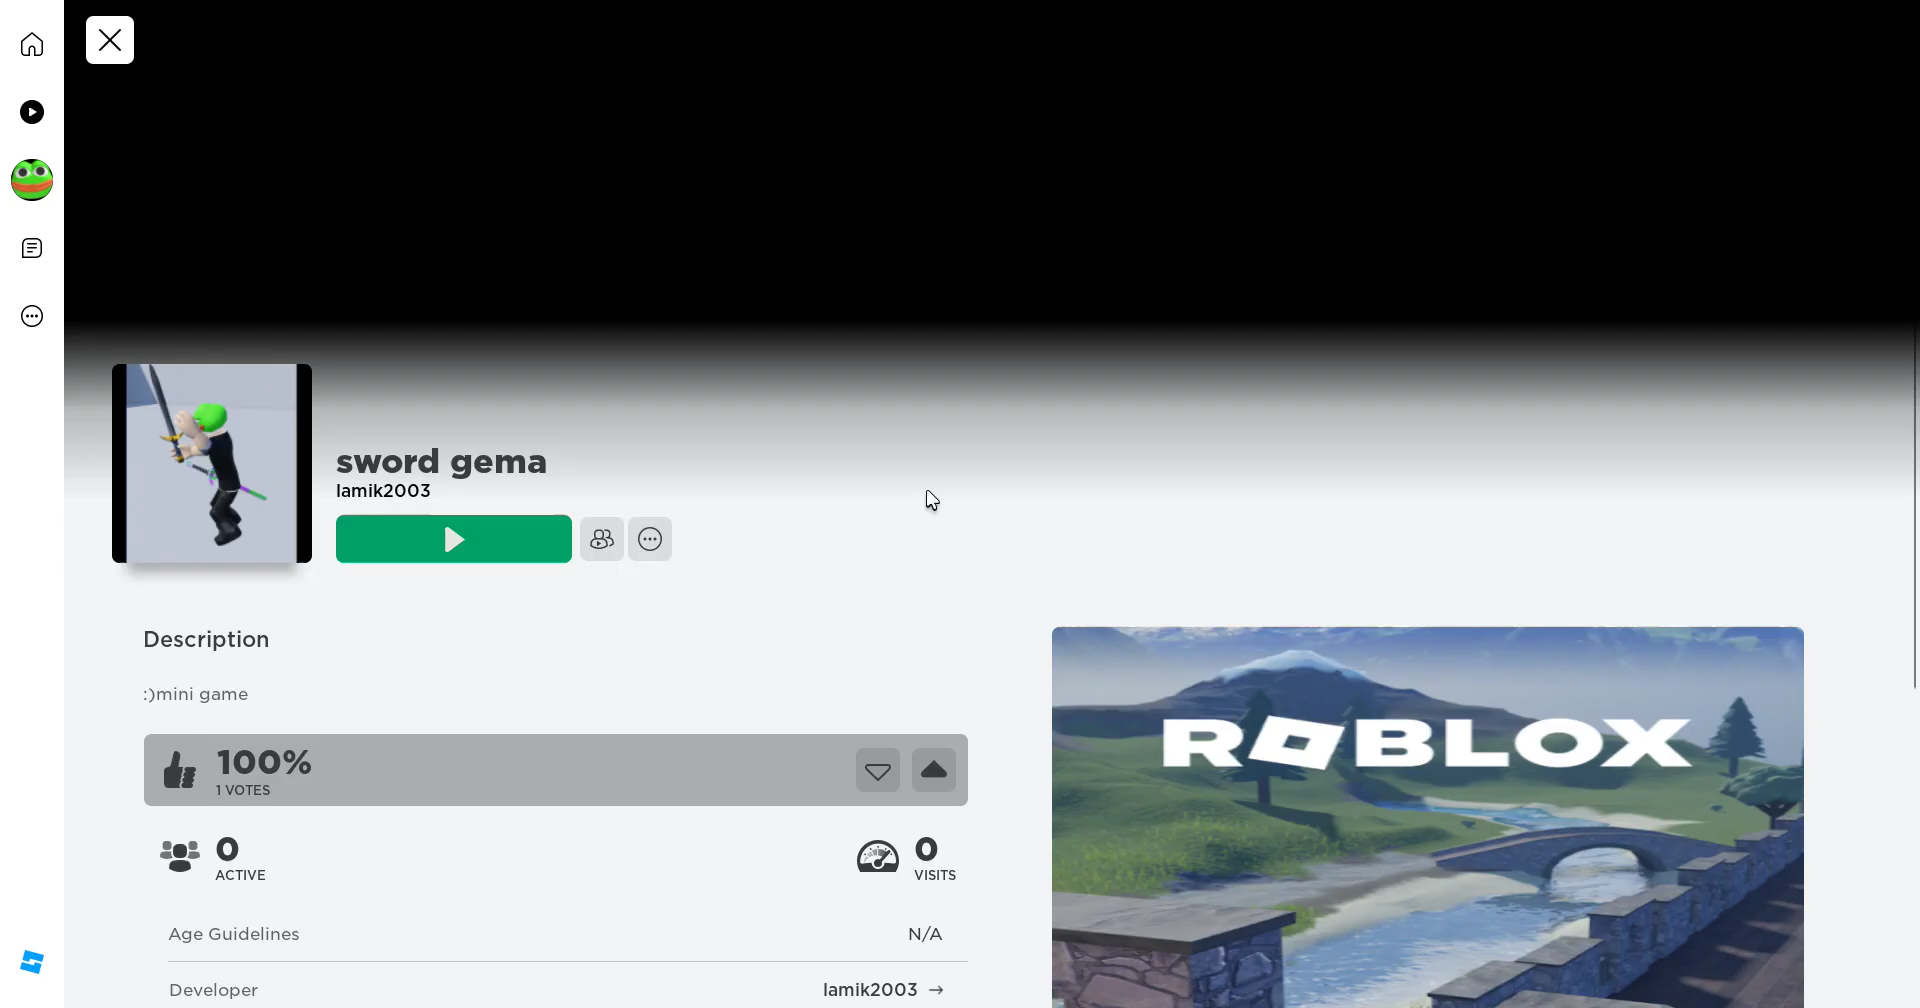 sword gema
lamik2003
Description
:)mini game
100%
1 VOTES
0
ACTIVE
0
VISITS
Age Guidelines N/A
Developer lamik2003 →
ROBLOX